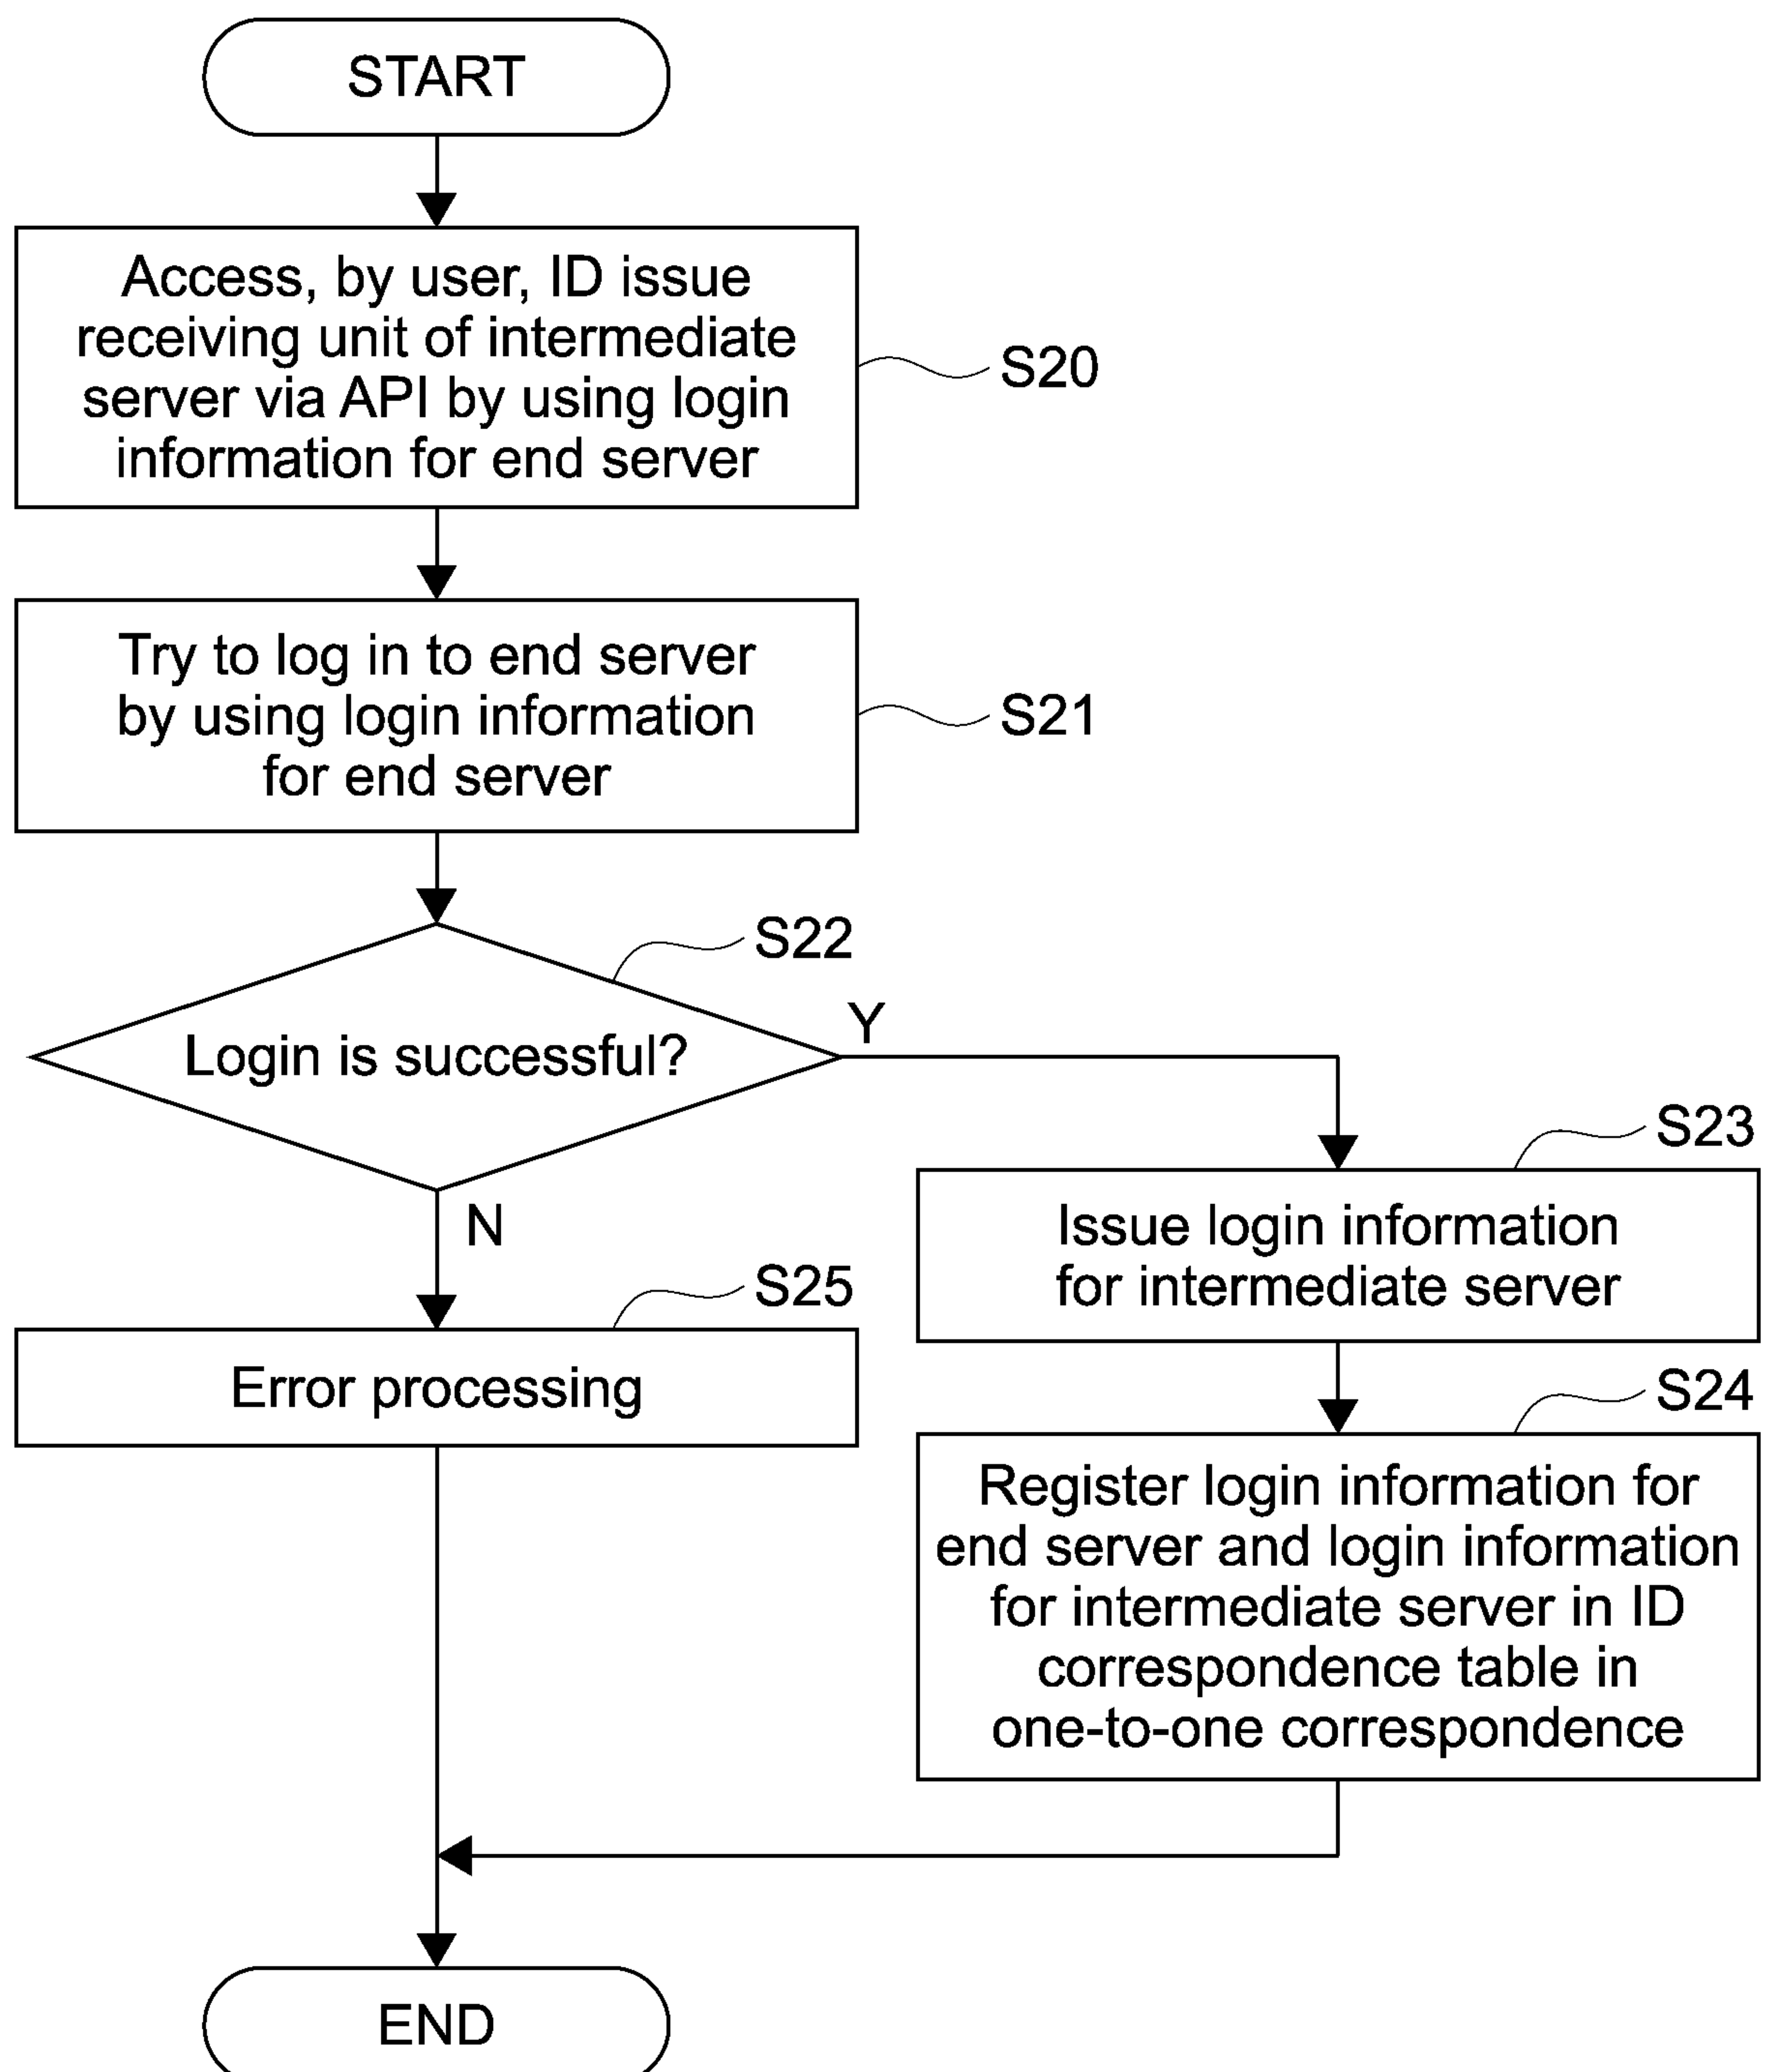 START
Access, by user, ID issue
receiving unit of intermediate
server via API by using login
information for end server
S20
Try to log in to end server
by using login information
for end server
S21
S22
Login is successful?
Y
N
S23
Issue login information
for intermediate server
S25
Error processing
S24
Register login information for
end server and login information
for intermediate server in ID
correspondence table in
one-to-one correspondence
END